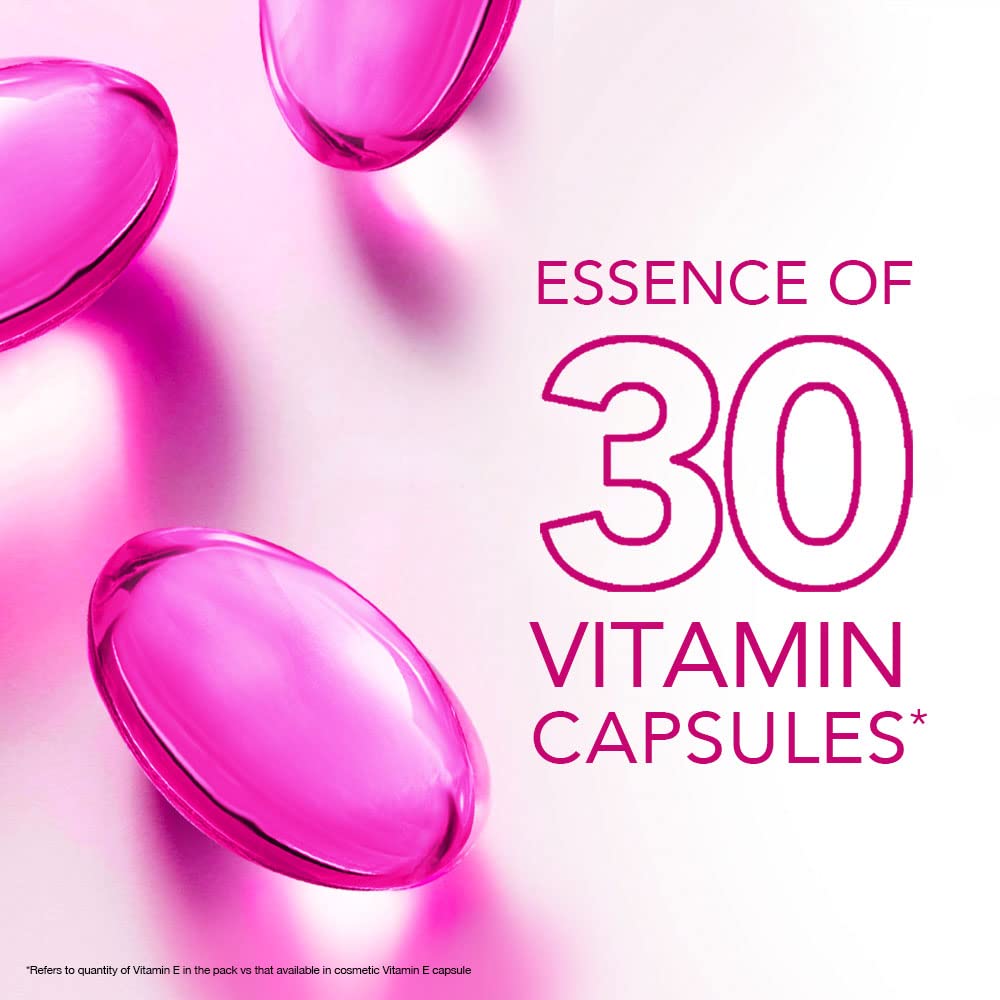 ESSENCE OF
30
VITAMIN
CAPSULES*
*Refers to quantity of Vitamin E in the pack vs that available in cosmetic Vitamin E capsule